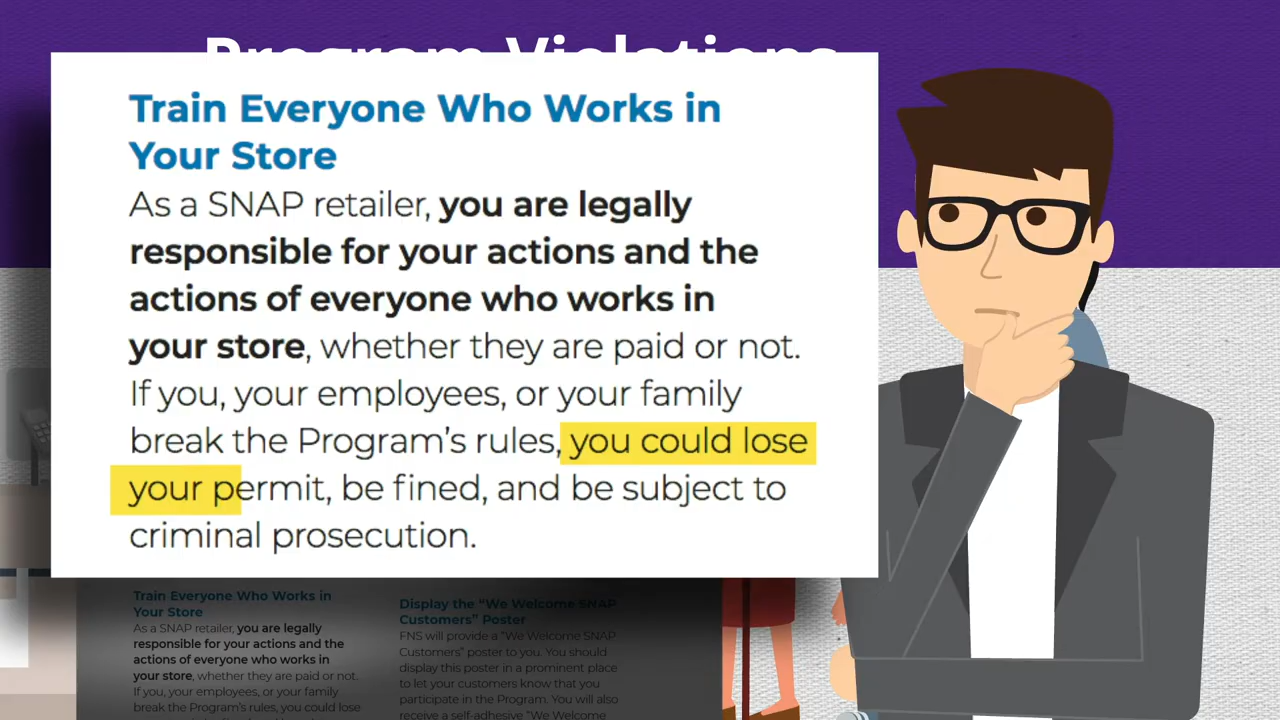 Program Violations
Train Everyone Who Works in
Your Store
As a SNAP retailer, you are legally
responsible for your actions and the
actions of everyone who works in
your store, whether they are paid or not.
If you, your employees, or your family
break the Program's rules, you could lose
your permit, be fined, and be subject to
criminal prosecution.
Train Everyone Who Works in
Your Store
As a SNAP retailer, you are legally
responsible for your actions and the
actions of everyone who works in
your store, whether they are paid or not.
If you, your employees, or your family
break the Program's rules, you could lose
Display the “We Welcome SNAP
Customers” Poster
FNS will provide a “We Welcome SNAP
Customers” poster to you. You should
display this poster in a prominent place
to let your customers know that you
participate in the Program. You will also
receive a self-adhesive “We Welcome